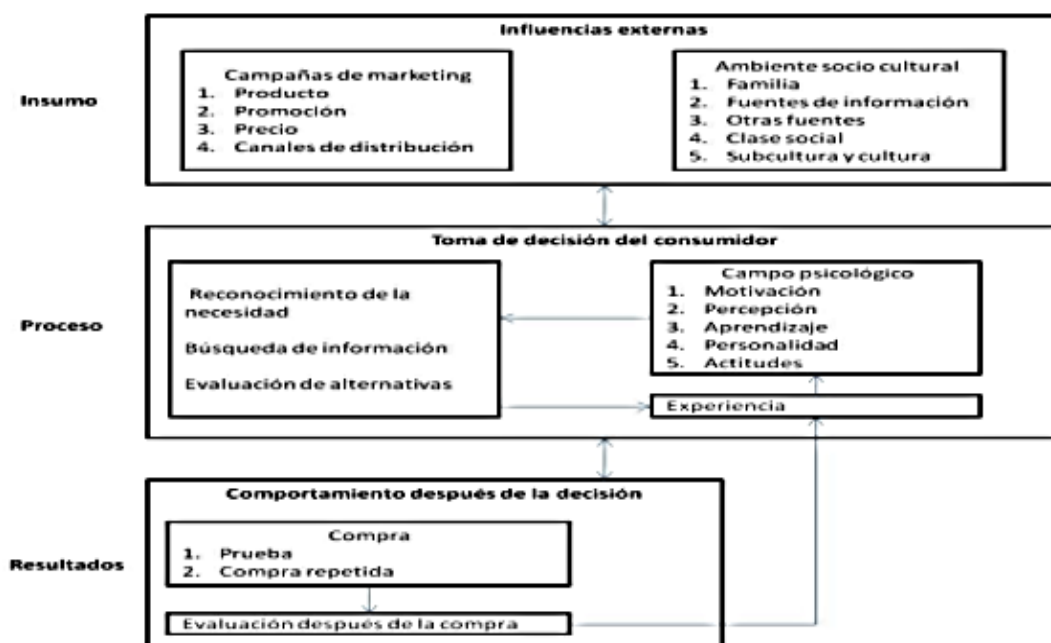 Influencias externas
Insumo
Campañas de marketing
1. Producto
2. Promoción
3. Precio
4. Canales de distribución
Ambiente socio cultural
1. Familia
2. Fuentes de información
3. Otras fuentes
4. Clase social
5. Subcultura y cultura
Toma de decisión del consumidor
Proceso
Reconocimiento de la
necesidad
Búsqueda de información
Evaluación de alternativas
Campo psicológico
1. Motivación
2. Percepción
3. Aprendizaje
4. Personalidad
5. Actitudes
Experiencia
Comportamiento después de la decisión
Resultados
Compra
1. Prueba
2. Compra repetida
Evaluación después de la compra